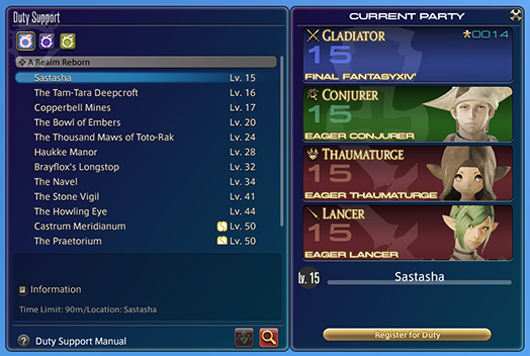 Duty Support
A Realm Reborn
Sastasha Lv. 15
The Tam-Tara Deepcroft Lv. 16
Copperbell Mines Lv. 17
The Bowl of Embers Lv. 20
The Thousand Maws of Toto-Rak Lv. 24
Haukke Manor Lv. 28
Brayflox's Longstop Lv. 32
The Navel Lv. 34
The Stone Vigil Lv. 41
The Howling Eye Lv. 44
Castrum Meridianum Lv. 50
The Praetorium Lv. 50
Information
Time Limit: 90m/Location: Sastasha
? Duty Support Manual
CURRENT PARTY
GLADIATOR 0014
15
FINAL FANTASYXIV
CONJURER
15
EAGER CONJURER
THAUMATURGE
15
EAGER THAUMATURGE
LANCER
15
EAGER LANCER
Lv. 15 Sastasha
Register for Duty